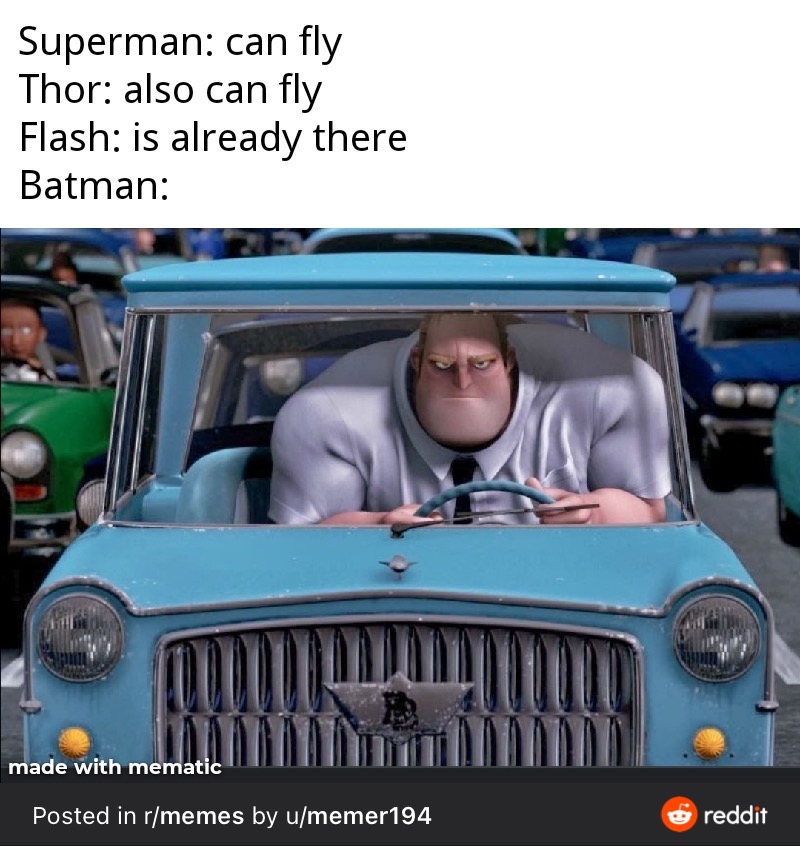 Superman: can fly
Thor: also can fly
Flash: is already there
Batman:
made with mematic
Posted in r/memes by u/memer194
reddit